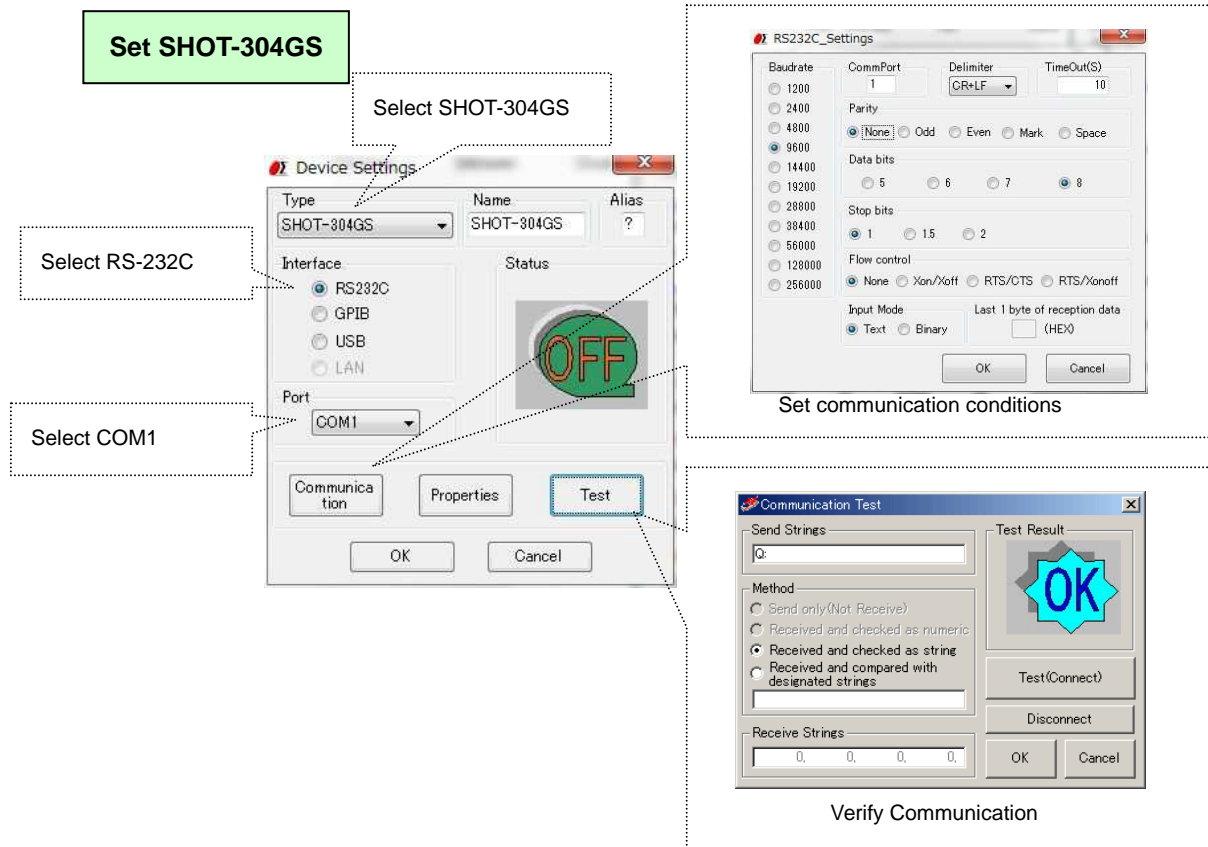 Set SHOT-304GS
Select SHOT-304GS
Select RS-232C
Select COM1
Device Settings
Type
SHOT-304GS
Name
SHOT-304GS
Alias
?
Interface
RS232C
GPIB
USB
LAN
Status
OFF
Port
COM1
Communica
tion
Properties
Test
OK
Cancel
RS232C_Settings
Baudrate
1200
2400
4800
9600
14400
19200
28800
38400
56000
128000
256000
CommPort
1
Delimiter
CR+LF
TimeOut(S)
10
Parity
None Odd Even Mark Space
Data bits
5 6 7 8
Stop bits
1 1.5 2
Flow control
None Xon/Xoff RTS/CTS RTS/Xonoff
Input Mode
Text Binary
Last 1 byte of reception data
(HEX)
OK
Cancel
Set communication conditions
Communication Test
Send Strings
Q:
Method
Send only(Not Receive)
Received and checked as numeric
Received and checked as string
Received and compared with
designated strings
Receive Strings
0, 0, 0, 0,
Test Result
OK
Test(Connect)
Disconnect
OK
Cancel
Verify Communication